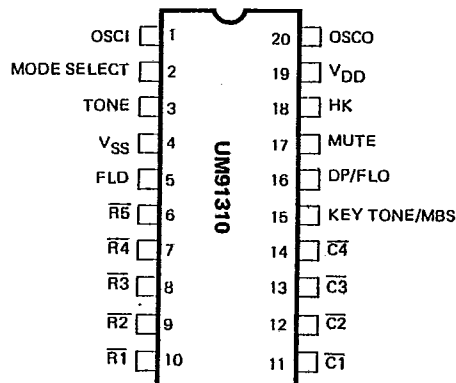 OSCI 1 20 OSCO
MODE SELECT 2 19 VDD
TONE 3 18 HK
VSS 4 17 MUTE
FLD 5 16 DP/FLO
R5 6 15 KEY TONE/MBS
R4 7 14 C4
R3 8 13 C3
R2 9 12 C2
R1 10 11 C1
UM91310